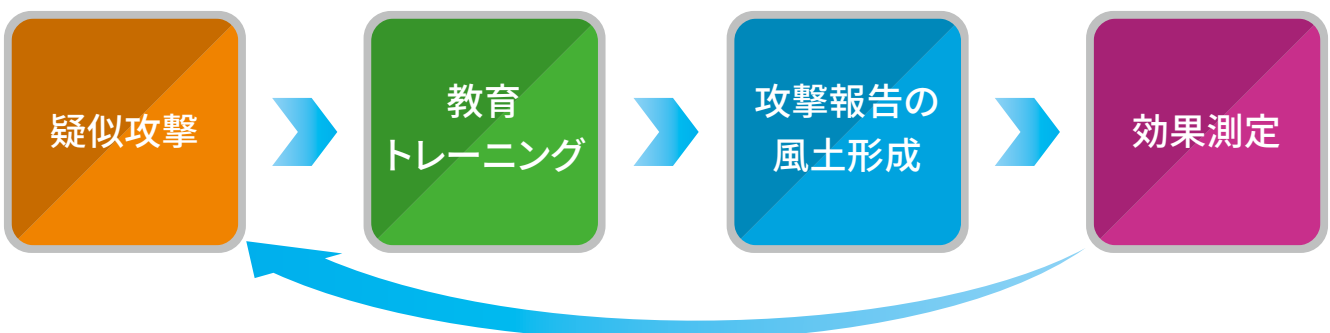 疑似攻撃
教育
トレーニング
攻撃報告の
風土形成
効果測定